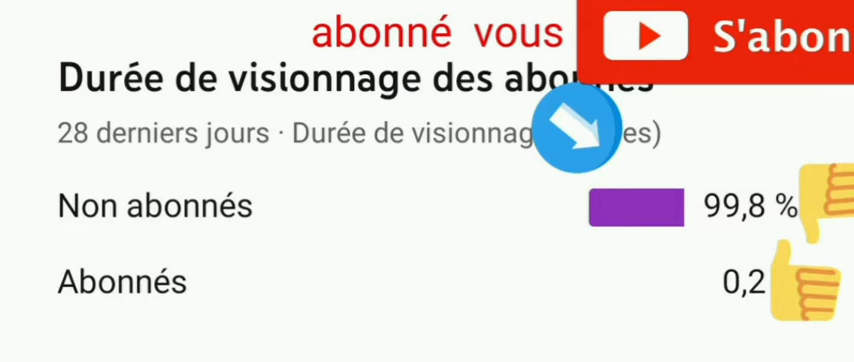 abonné vous
S'abon
Durée de visionnage des abonnés
28 derniers jours · Durée de visionnag es)
Non abonnés 99,8 %
Abonnés 0,2